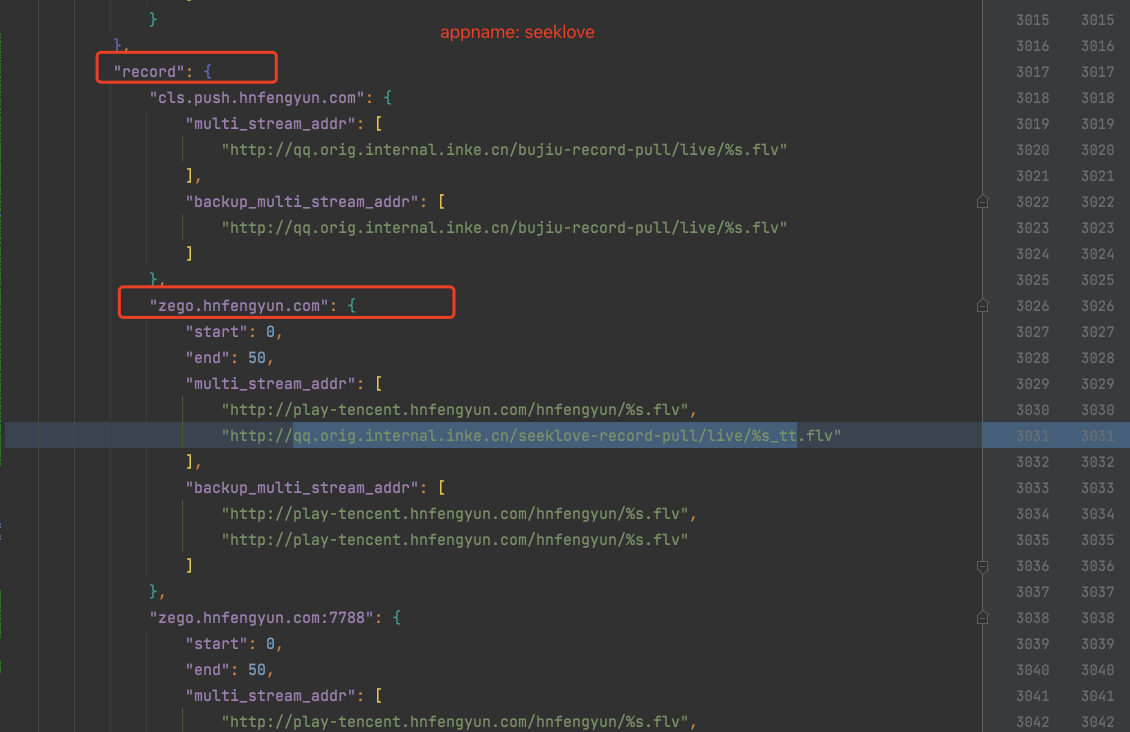 }
appname: seeklove
3015 3015
}, 3016 3016
"record": { 3017 3017
"cls.push.hnfengyun.com": { 3018 3018
"multi_stream_addr": [ 3019 3019
"http://qq.orig.internal.inke.cn/bujiu-record-pull/live/%s.flv" 3020 3020
], 3021 3021
"backup_multi_stream_addr": [ 3022 3022
"http://qq.orig.internal.inke.cn/bujiu-record-pull/live/%s.flv" 3023 3023
] 3024 3024
}, 3025 3025
"zego.hnfengyun.com": { 3026 3026
"start": 0, 3027 3027
"end": 50, 3028 3028
"multi_stream_addr": [ 3029 3029
"http://play-tencent.hnfengyun.com/hnfengyun/%s.flv", 3030 3030
"http://qq.orig.internal.inke.cn/seeklove-record-pull/live/%s_tt.flv" 3031 3031
], 3032 3032
"backup_multi_stream_addr": [ 3033 3033
"http://play-tencent.hnfengyun.com/hnfengyun/%s.flv", 3034 3034
"http://play-tencent.hnfengyun.com/hnfengyun/%s.flv" 3035 3035
] 3036 3036
}, 3037 3037
"zego.hnfengyun.com:7788": { 3038 3038
"start": 0, 3039 3039
"end": 50, 3040 3040
"multi_stream_addr": [ 3041 3041
"http://play-tencent.hnfengyun.com/hnfengyun/%s.flv", 3042 3042